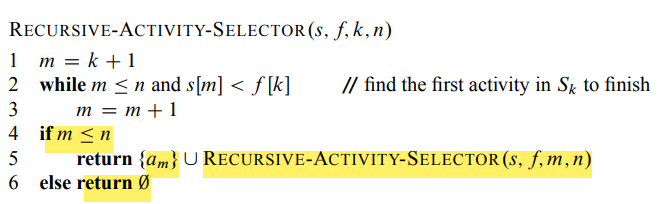 RECURSIVE-ACTIVITY-SELECTOR(s, f, k, n)
1 m = k + 1
2 while m ≤ n and s[m] < f[k] // find the first activity in Sₖ to finish
3 m = m + 1
4 if m ≤ n
5 return {aₘ} ∪ RECURSIVE-ACTIVITY-SELECTOR(s, f, m, n)
6 else return ∅